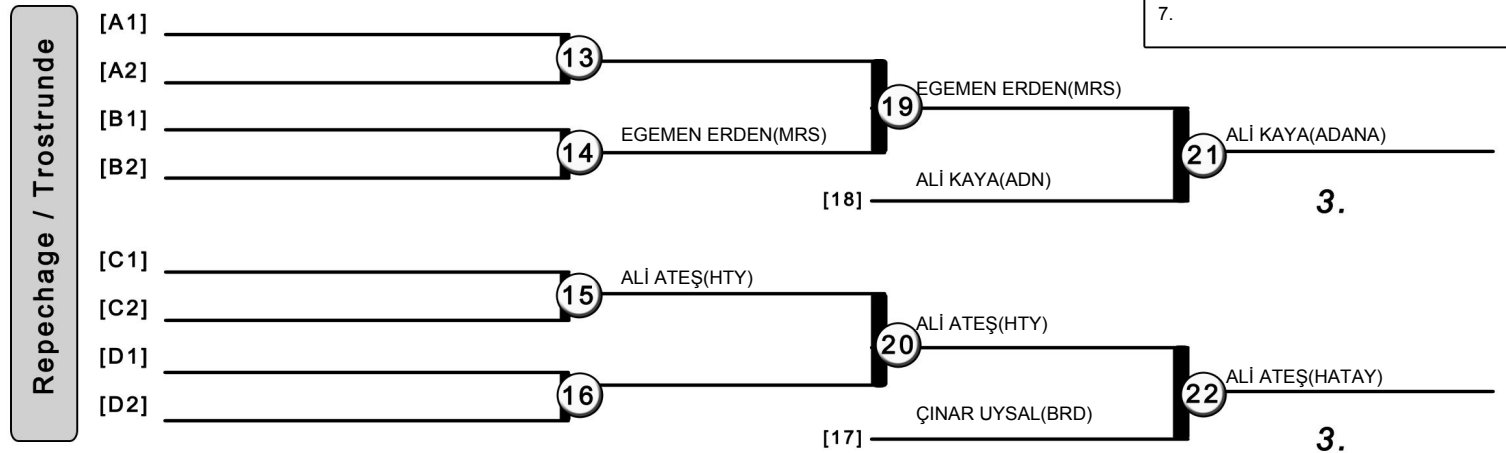 Repechage / Trostrunde
7.
[A1]
[A2]
13
[B1]
[B2]
EGEMEN ERDEN(MRS)
14
EGEMEN ERDEN(MRS)
19
ALİ KAYA(ADN)
[18]
ALİ KAYA(ADANA)
21
3.
[C1]
[C2]
ALİ ATEŞ(HTY)
15
[D1]
[D2]
16
ALİ ATEŞ(HTY)
20
ÇINAR UYSAL(BRD)
[17]
ALİ ATEŞ(HATAY)
22
3.